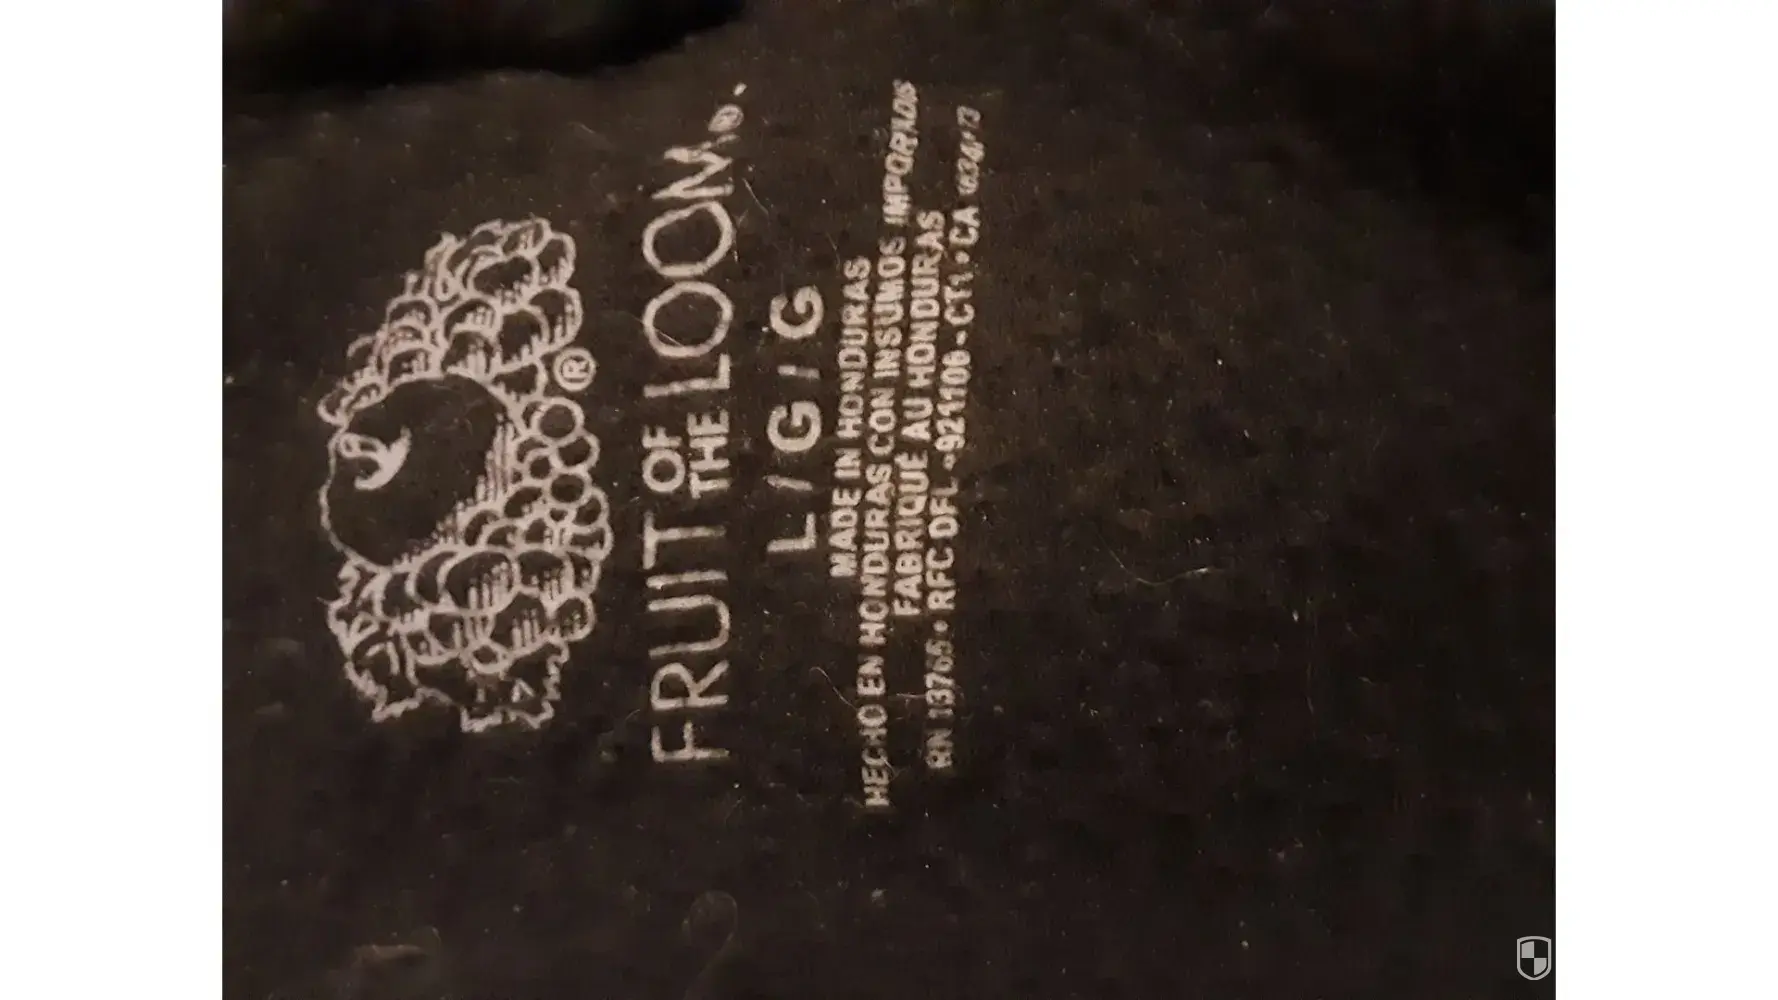 ®
FRUIT OF THE LOOM®.
L / G / G
MADE IN HONDURAS
HECHO EN HONDURAS CON INSUMOS IMPORTADOS
FABRIQUÉ AU HONDURAS
RN 13765 • RFC DFL - 921106 - CT1 • CA